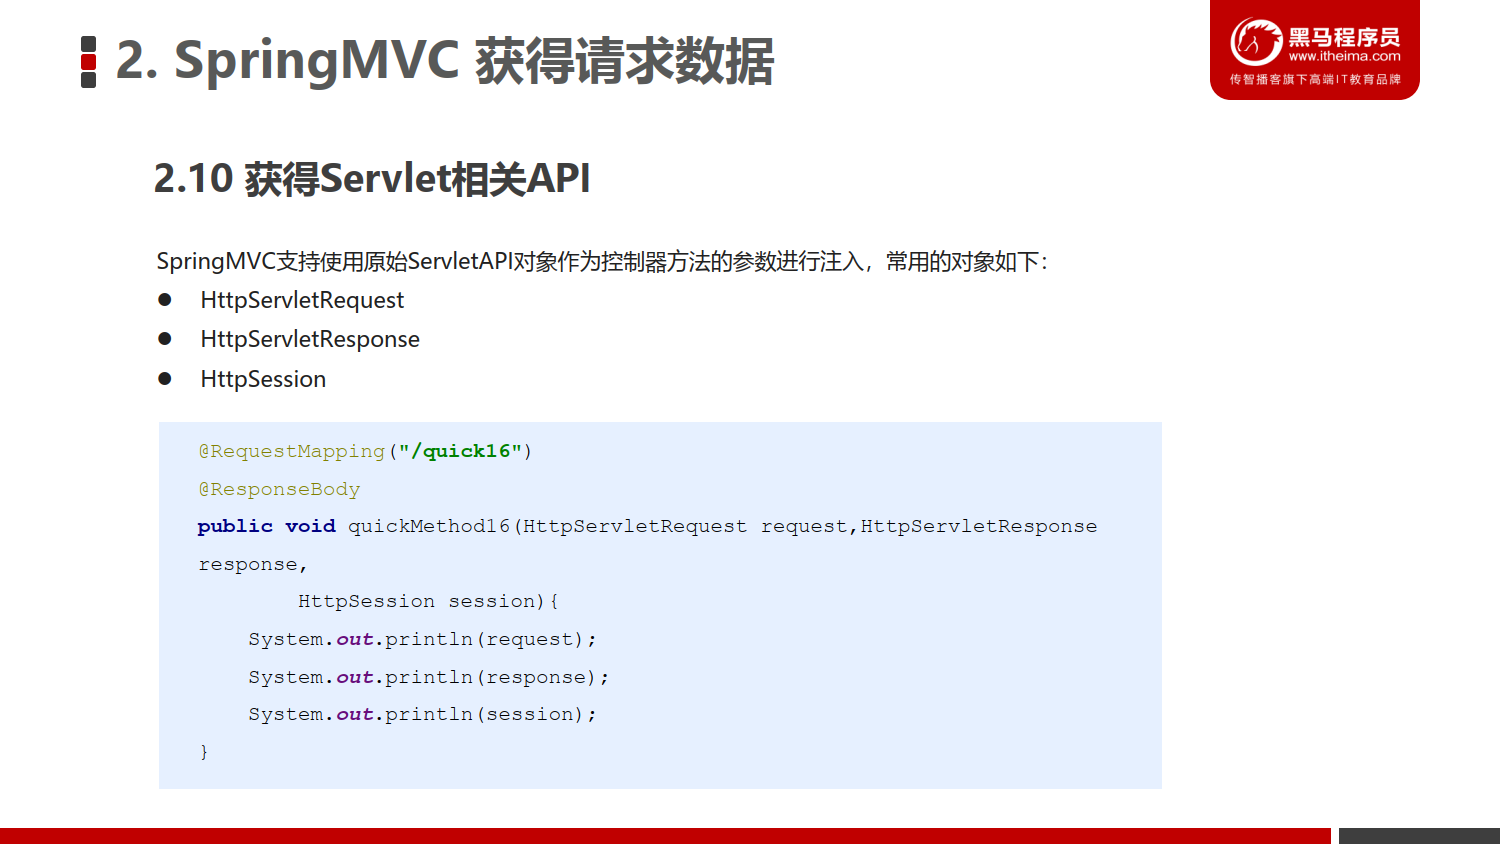 2. SpringMVC 获得请求数据
黑马程序员
www.itheima.com
传智播客旗下高端IT教育品牌
2.10 获得Servlet相关API
SpringMVC支持使用原始ServletAPI对象作为控制器方法的参数进行注入，常用的对象如下：
● HttpServletRequest
● HttpServletResponse
● HttpSession
@RequestMapping("/quick16")
@ResponseBody
public void quickMethod16(HttpServletRequest request,HttpServletResponse
response,
        HttpSession session){
    System.out.println(request);
    System.out.println(response);
    System.out.println(session);
}